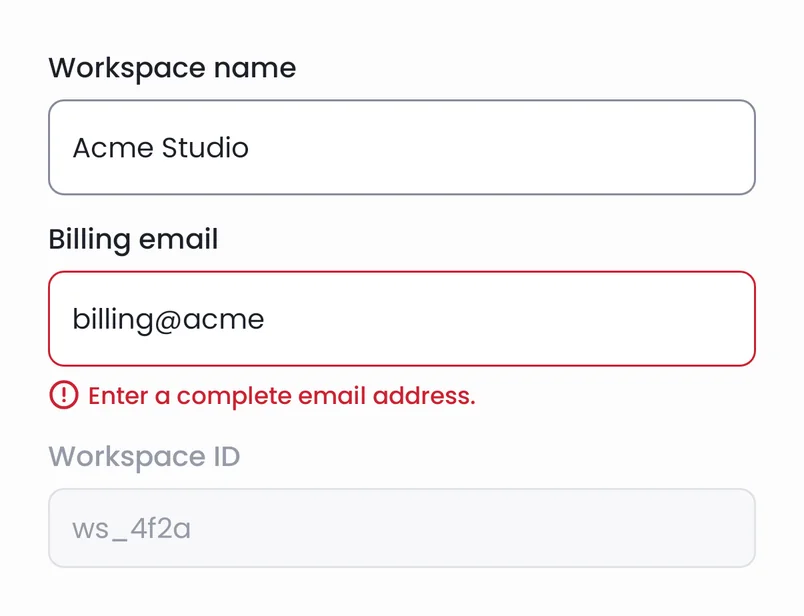 Workspace name
Acme Studio
Billing email
billing@acme
Enter a complete email address.
Workspace ID
ws_4f2a